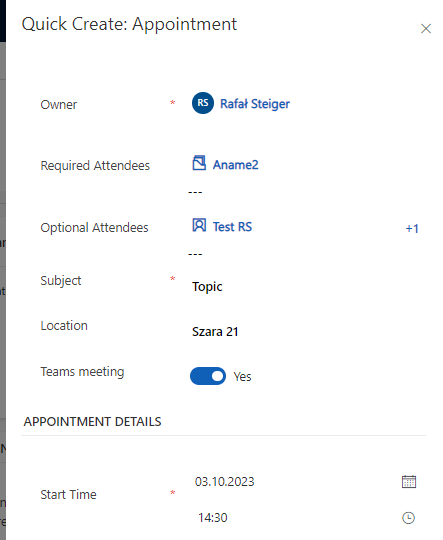 Quick Create: Appointment
Owner * RS Rafał Steiger
Required Attendees Aname2
---
Optional Attendees Test RS +1
---
Subject * Topic
Location Szara 21
Teams meeting Yes
APPOINTMENT DETAILS
03.10.2023
Start Time *
14:30